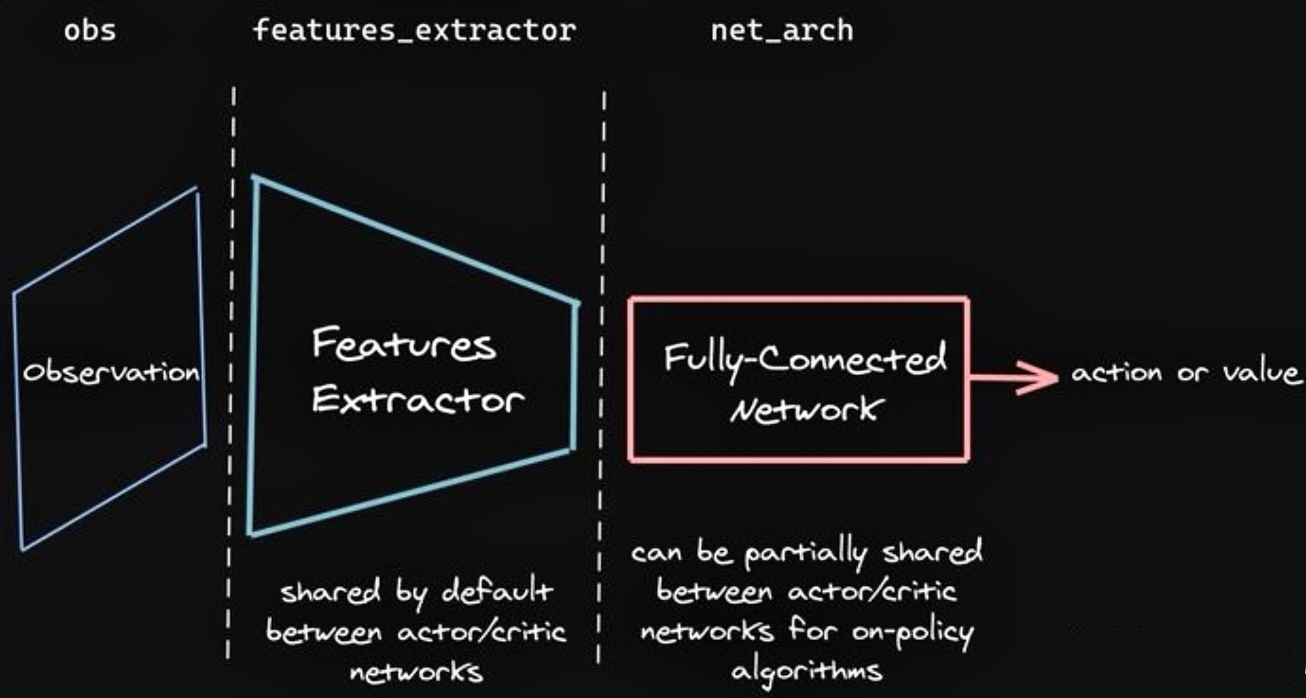 obs
features_extractor
net_arch
Observation
Features
Extractor
Fully-Connected
Network
action or value
shared by default
between actor/critic
networks
can be partially shared
between actor/critic
networks for on-policy
algorithms